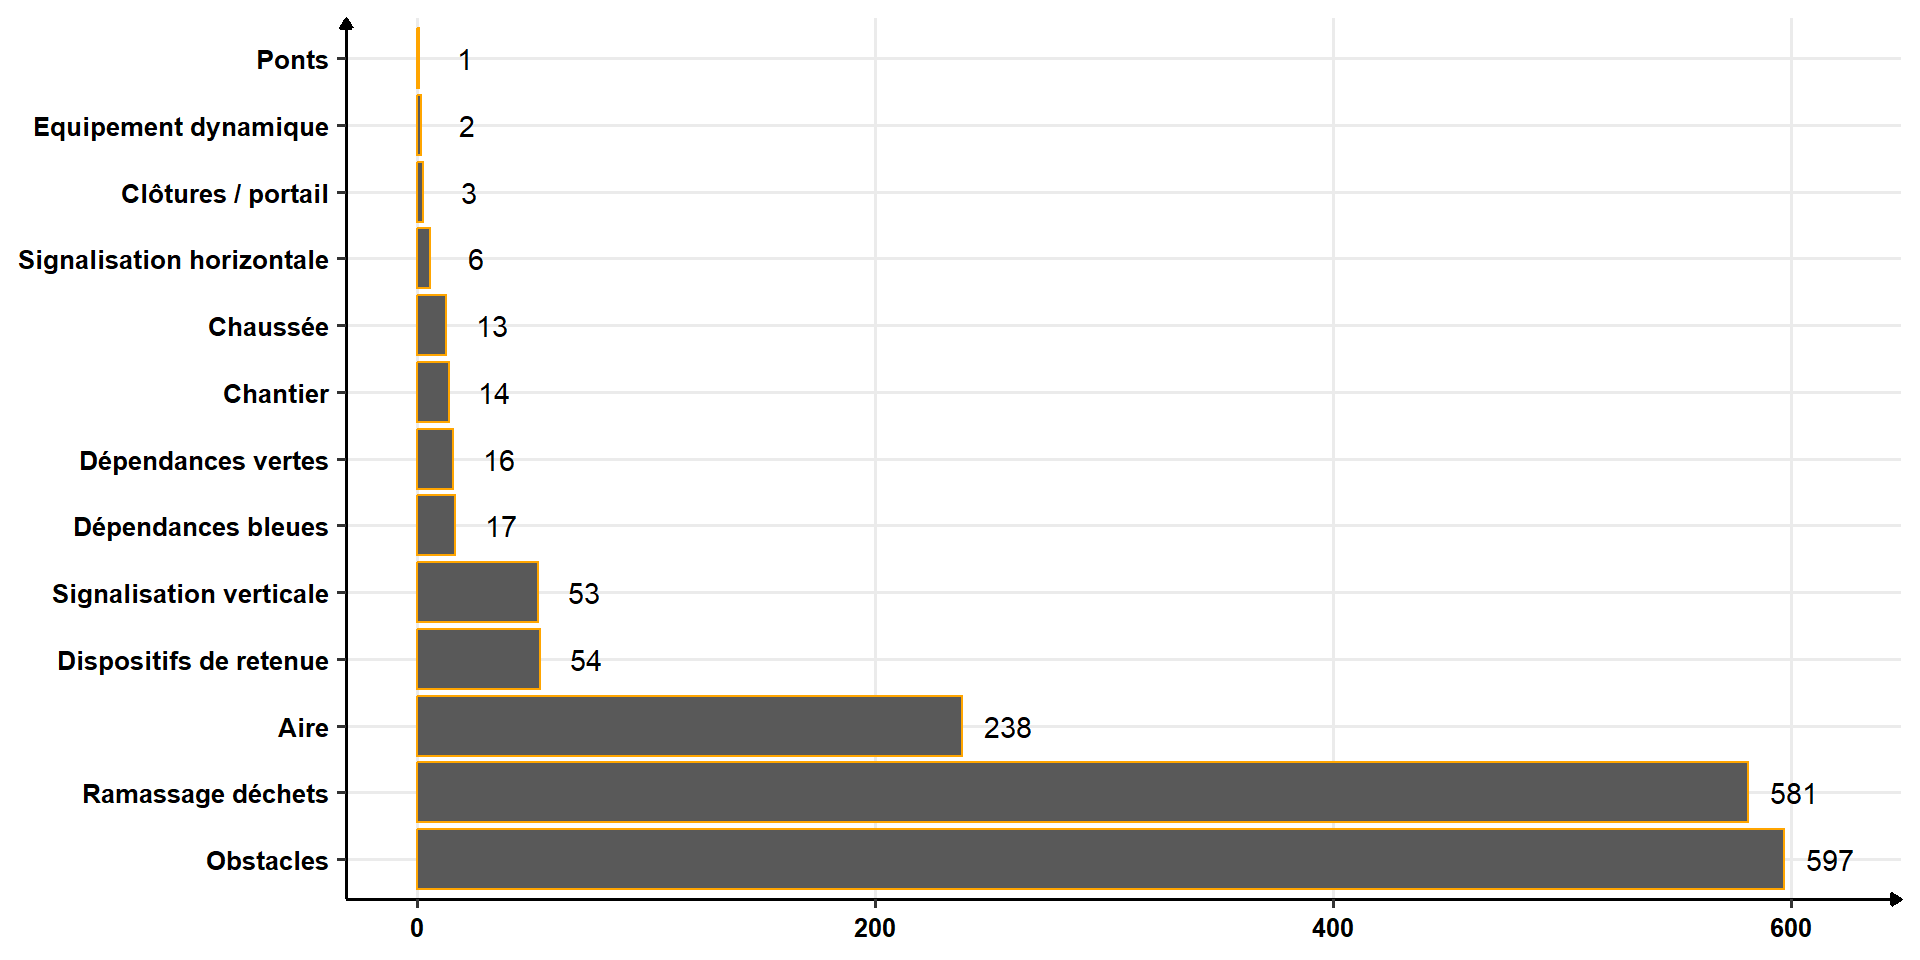 Ponts 1
Equipement dynamique 2
Clôtures / portail 3
Signalisation horizontale 6
Chaussée 13
Chantier 14
Dépendances vertes 16
Dépendances bleues 17
Signalisation verticale 53
Dispositifs de retenue 54
Aire 238
Ramassage déchets 581
Obstacles 597
0 200 400 600